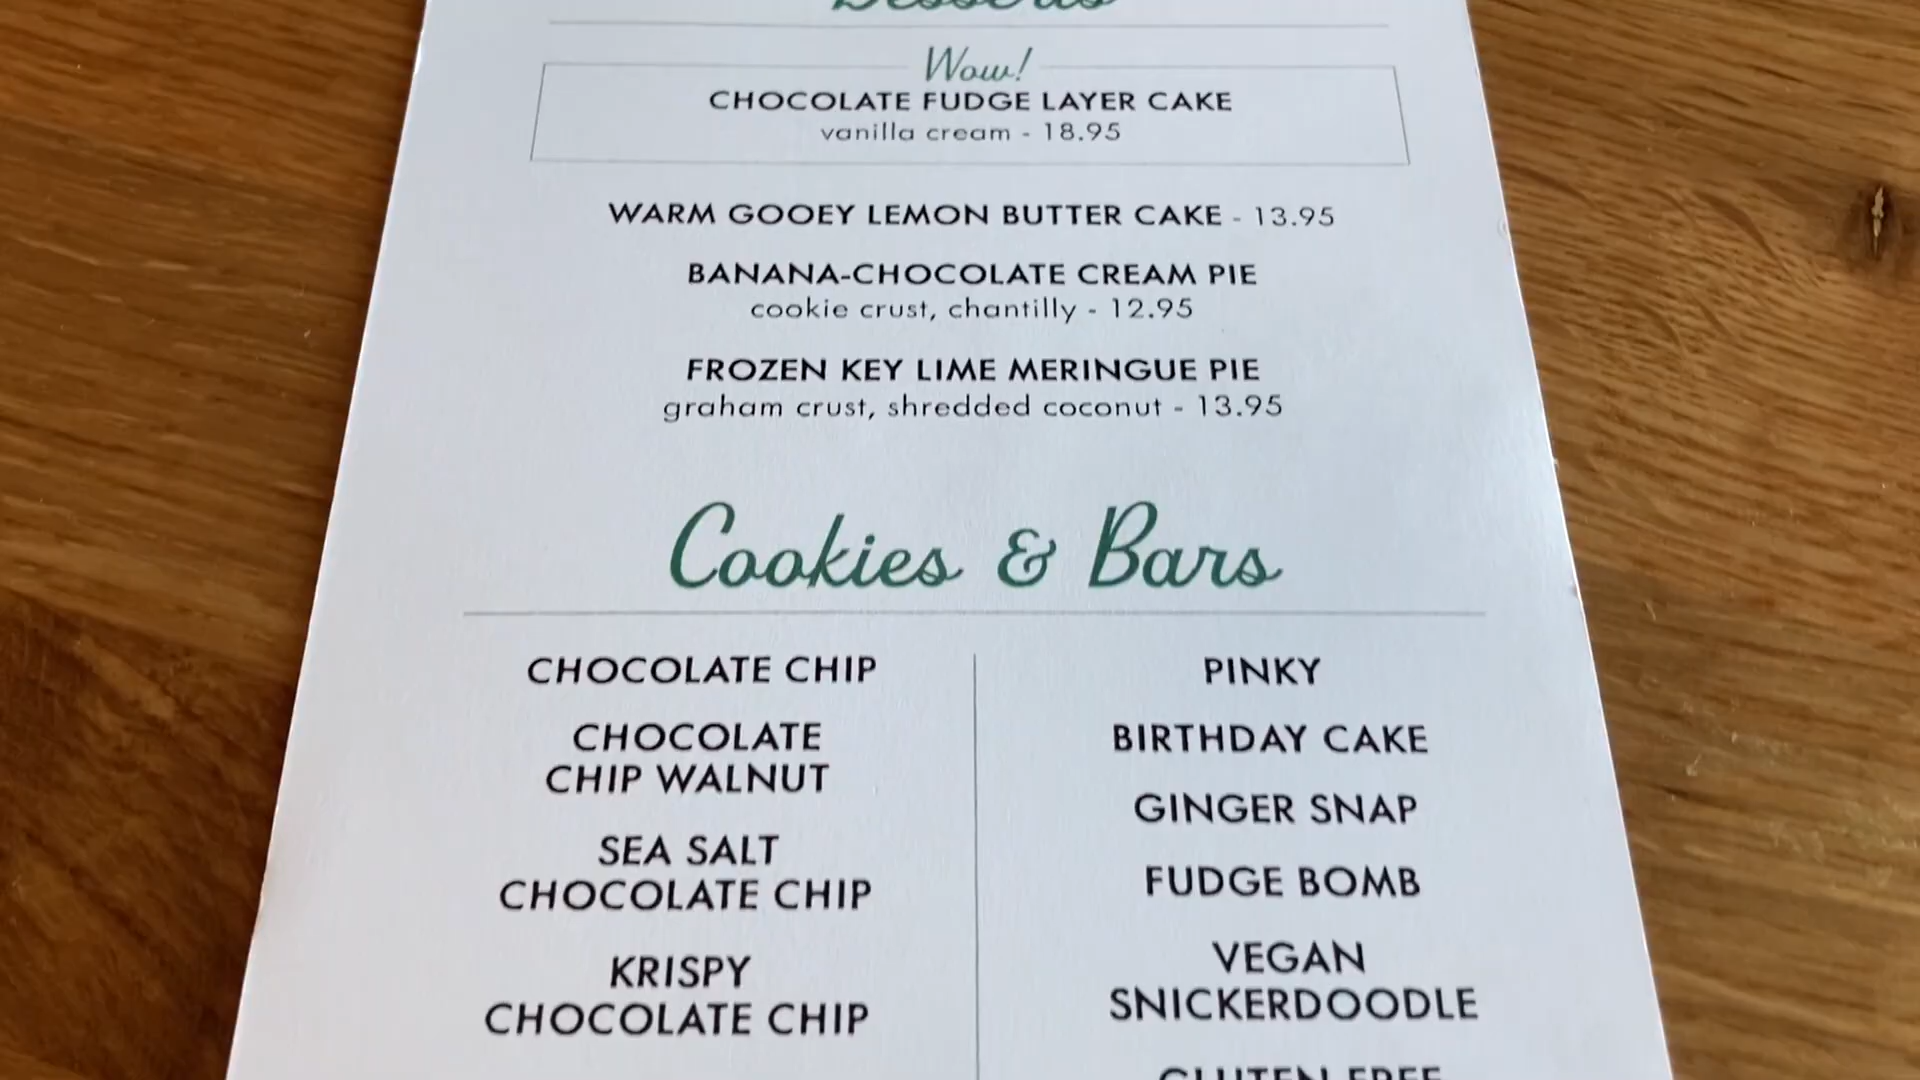 Desserts
Wow!
CHOCOLATE FUDGE LAYER CAKE
vanilla cream - 18.95
WARM GOOEY LEMON BUTTER CAKE - 13.95
BANANA-CHOCOLATE CREAM PIE
cookie crust, chantilly - 12.95
FROZEN KEY LIME MERINGUE PIE
graham crust, shredded coconut - 13.95
Cookies & Bars
CHOCOLATE CHIP
CHOCOLATE
CHIP WALNUT
SEA SALT
CHOCOLATE CHIP
KRISPY
CHOCOLATE CHIP
PINKY
BIRTHDAY CAKE
GINGER SNAP
FUDGE BOMB
VEGAN
SNICKERDOODLE
GLUTEN FREE